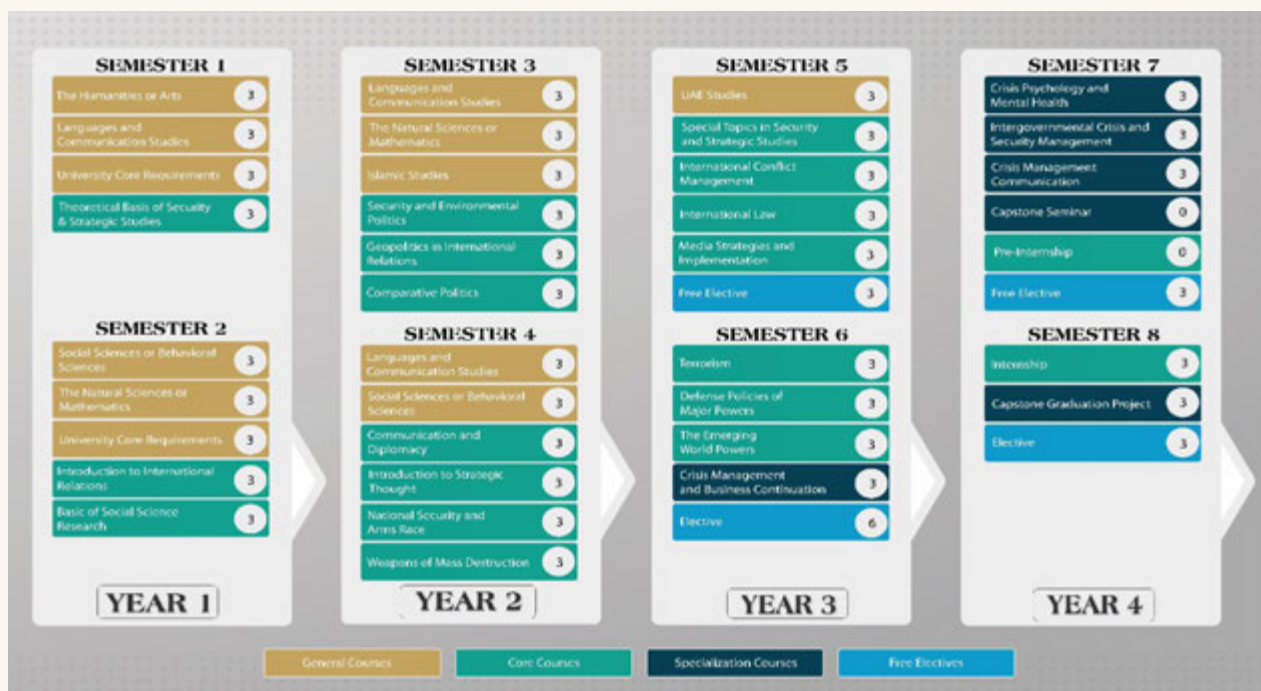 SEMESTER 1
The Humanities or Arts
3
Languages and
Communication Studies
3
University Core Requirements
3
Theoretical Basis of Security
& Strategic Studies
3
SEMESTER 2
Social Sciences or Behavioral
Sciences
3
The Natural Sciences or
Mathematics
3
University Core Requirements
3
Introduction to International
Relations
3
Basic of Social Science
Research
3
YEAR 1
SEMESTER 3
Languages and
Communication Studies
3
The Natural Sciences or
Mathematics
3
Islamic Studies
3
Security and Environmental
Politics
3
Geopolitics in International
Relations
3
Comparative Politics
3
SEMESTER 4
Languages and
Communication Studies
3
Social Sciences or Behavioral
Sciences
3
Communication and
Diplomacy
3
Introduction to Strategic
Thought
3
National Security and
Arms Race
3
Weapons of Mass Destruction
3
YEAR 2
SEMESTER 5
UAE Studies
3
Special Topics in Security
and Strategic Studies
3
International Conflict
Management
3
International Law
3
Media Strategies and
Implementation
3
Free Elective
3
SEMESTER 6
Terrorism
3
Defense Policies of
Major Powers
3
The Emerging
World Powers
3
Crisis Management
and Business Continuation
3
Elective
6
YEAR 3
SEMESTER 7
Crisis Psychology and
Mental Health
3
Intergovernmental Crisis and
Security Management
3
Crisis Management
Communication
3
Capstone Seminar
0
Pre-Internship
0
Free Elective
3
SEMESTER 8
Internship
3
Capstone Graduation Project
3
Elective
3
YEAR 4
General Courses
Core Courses
Specialization Courses
Free Electives